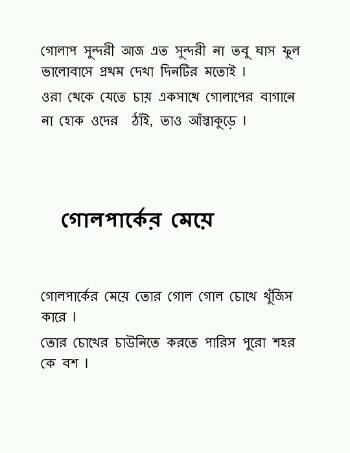 গোলাপ সুন্দরী আজ এত সুন্দরী না তবু ঘাস ফুল
ভালোবাসে প্রথম দেখা দিনটির মতোই ।
ওরা থেকে যেতে চায় একসাথে গোলাপের বাগানে
না হোক ওদের ঠাঁই, তাও আঁস্তাকুড়ে ।
গোলপার্কের মেয়ে
গোলপার্কের মেয়ে তোর গোল গোল চোখে খুঁজিস
কারে ।
তোর চোখের চাউনিতে করতে পারিস পুরো শহর
কে বশ ।